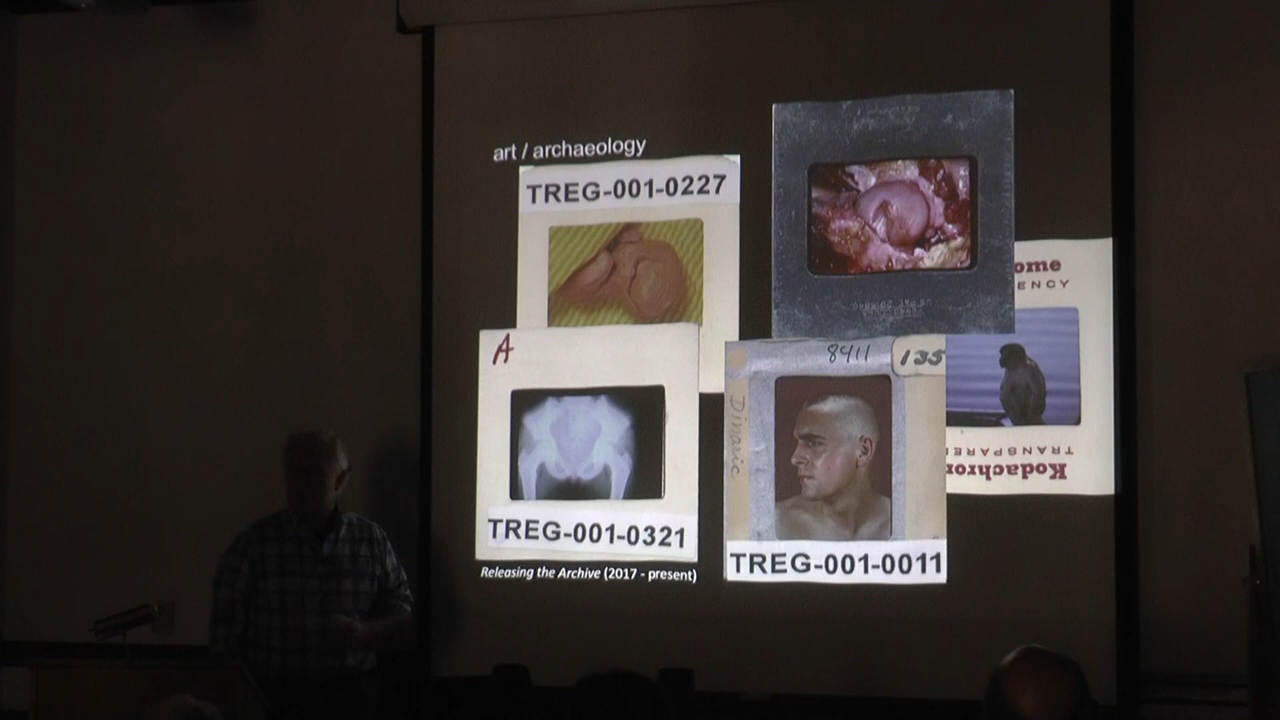 art / archaeology
TREG-001-0227
ome
ENCY
A
8411
135
Dinaric
TRANSPARE
Kodachro
TREG-001-0321
TREG-001-0011
Releasing the Archive (2017 - present)